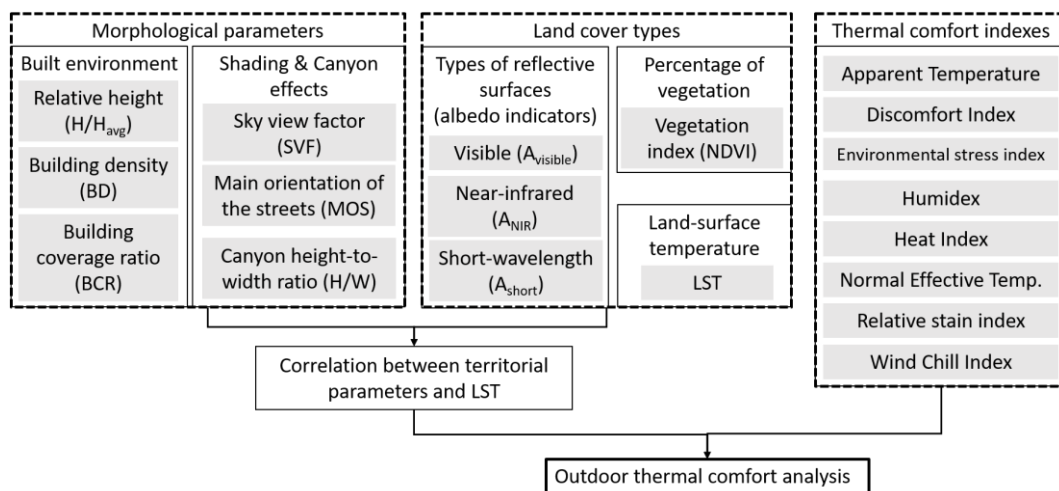 Morphological parameters
Built environment
Relative height
(H/Havg)
Building density
(BD)
Building
coverage ratio
(BCR)
Shading & Canyon
effects
Sky view factor
(SVF)
Main orientation of
the streets (MOS)
Canyon height-to-
width ratio (H/W)
Land cover types
Types of reflective
surfaces
(albedo indicators)
Visible (Avisible)
Near-infrared
(ANIR)
Short-wavelength
(Ashort)
Percentage of
vegetation
Vegetation
index (NDVI)
Land-surface
temperature
LST
Thermal comfort indexes
Apparent Temperature
Discomfort Index
Environmental stress index
Humidex
Heat Index
Normal Effective Temp.
Relative stain index
Wind Chill Index
Correlation between territorial
parameters and LST
Outdoor thermal comfort analysis